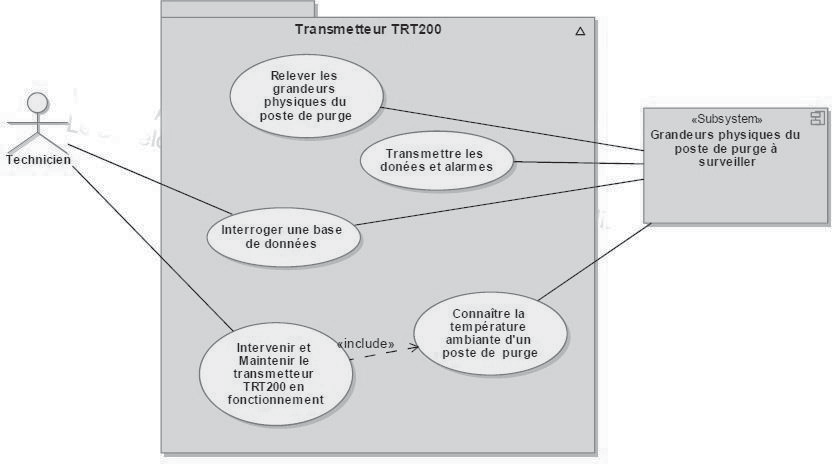 Transmetteur TRT200
Relever les
grandeurs
physiques du
poste de purge
«Subsystem»
Grandeurs physiques du
poste de purge à
surveiller
Technicien
Transmettre les
donées et alarmes
Interroger une base
de données
Connaître la
température
ambiante d'un
poste de purge
«include»
Intervenir et
Maintenir le
transmetteur
TRT200 en
fonctionnement